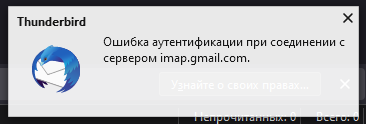 Thunderbird
Ошибка аутентификации при соединении с
сервером imap.gmail.com.
Узнайте о своих правах...
Непрочитанных: 0 Всего: 0